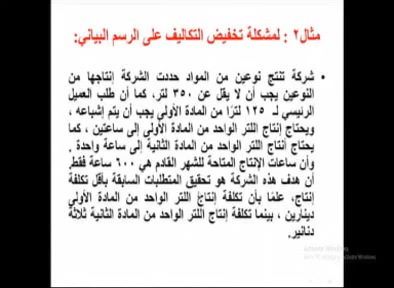 مثال٢ : لمشكلة تخفيض التكاليف على الرسم البياني:
• شركة تنتج نوعين من المواد حددت الشركة إنتاجها من
النوعين يجب أن لا يقل عن ٣٥٠ لتر، كما أن طلب العميل
الرئيسي لـ ١٢٥ لترًا من المادة الأولى يجب أن يتم إشباعه ،
ويحتاج إنتاج اللتر الواحد من المادة الأولى إلى ساعتين ، كما
يحتاج أنتاج اللتر الواحد من المادة الثانية إلى ساعة واحدة .
وأن ساعات الإنتاج المتاحة للشهر القادم هي ٦٠٠ ساعة فقط.
أن هدف هذه الشركة هو تحقيق المتطلبات السابقة بأقل تكلفة
إنتاج، علمًا بأن تكلفة إنتاج اللتر الواحد من المادة الأولى
دينارين ، بينما تكلفة إنتاج اللتر الواحد من المادة الثانية ثلاثة
دنانير.
Activate Windows